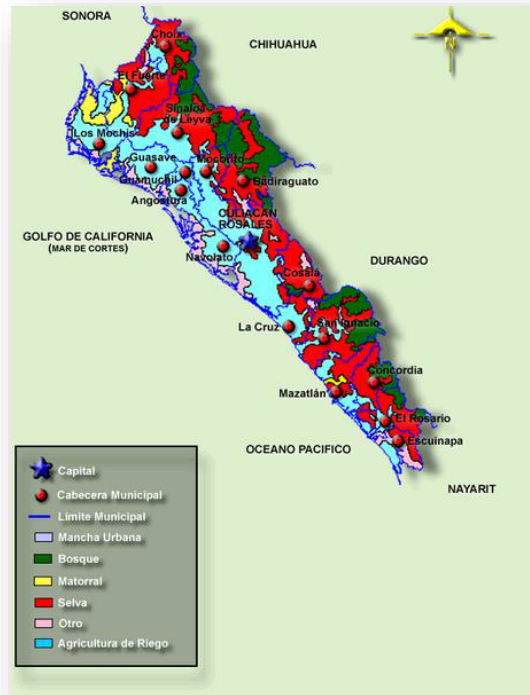 SONORA
CHIHUAHUA
N
Choix
El Fuerte
Sinaloa
de Leyva
Los Mochis
Guasave
Mocorito
Guamuchil
Badiraguato
Angostura
CULIACAN
ROSALES
GOLFO DE CALIFORNIA
(MAR DE CORTES)
Navolato
DURANGO
Cosalá
La Cruz
San Ignacio
Concordia
Mazatlán
El Rosario
Escuinapa
OCEANO PACIFICO
NAYARIT
Capital
Cabecera Municipal
Límite Municipal
Mancha Urbana
Bosque
Matorral
Selva
Otro
Agricultura de Riego